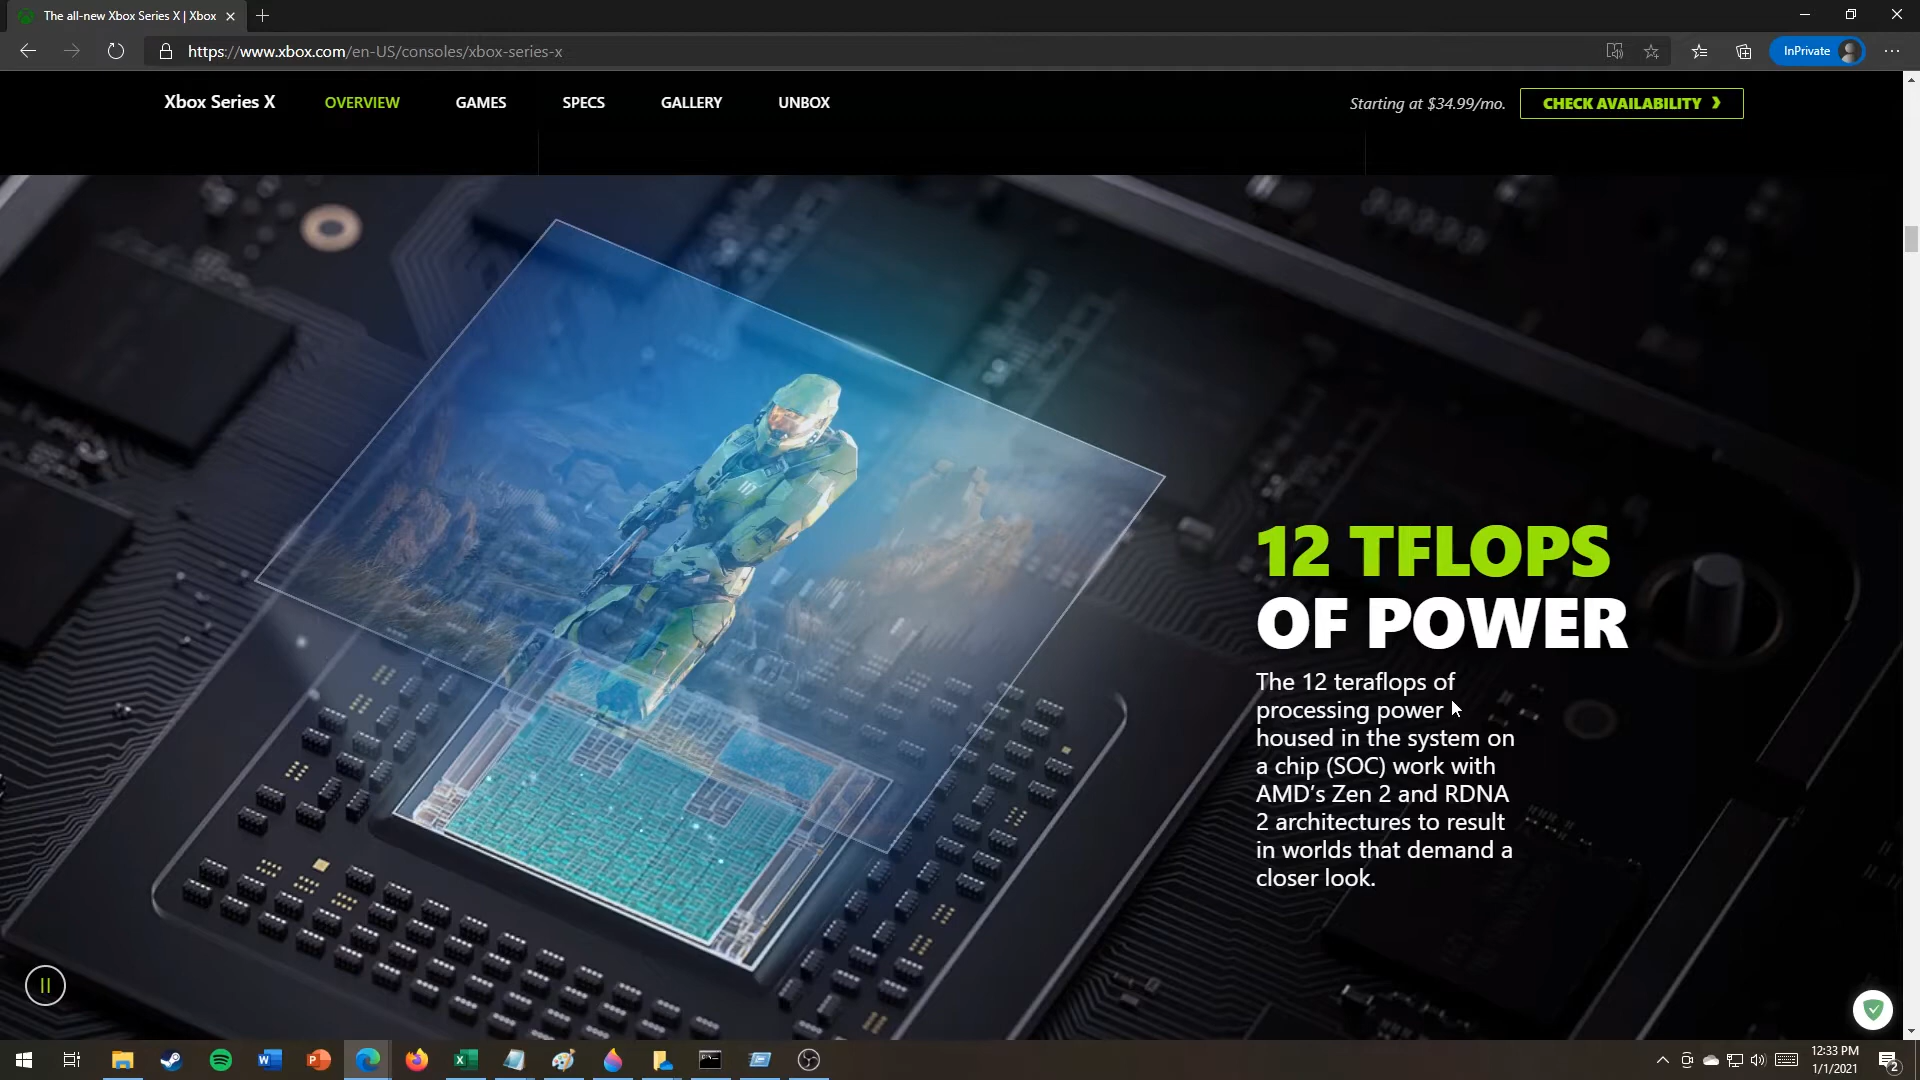 The all-new Xbox Series X | Xbox
https://www.xbox.com/en-US/consoles/xbox-series-x
InPrivate
Xbox Series X
OVERVIEW
GAMES
SPECS
GALLERY
UNBOX
Starting at $34.99/mo.
CHECK AVAILABILITY
12 TFLOPS
OF POWER
The 12 teraflops of
processing power
housed in the system on
a chip (SOC) work with
AMD’s Zen 2 and RDNA
2 architectures to result
in worlds that demand a
closer look.
12:33 PM
1/1/2021
2